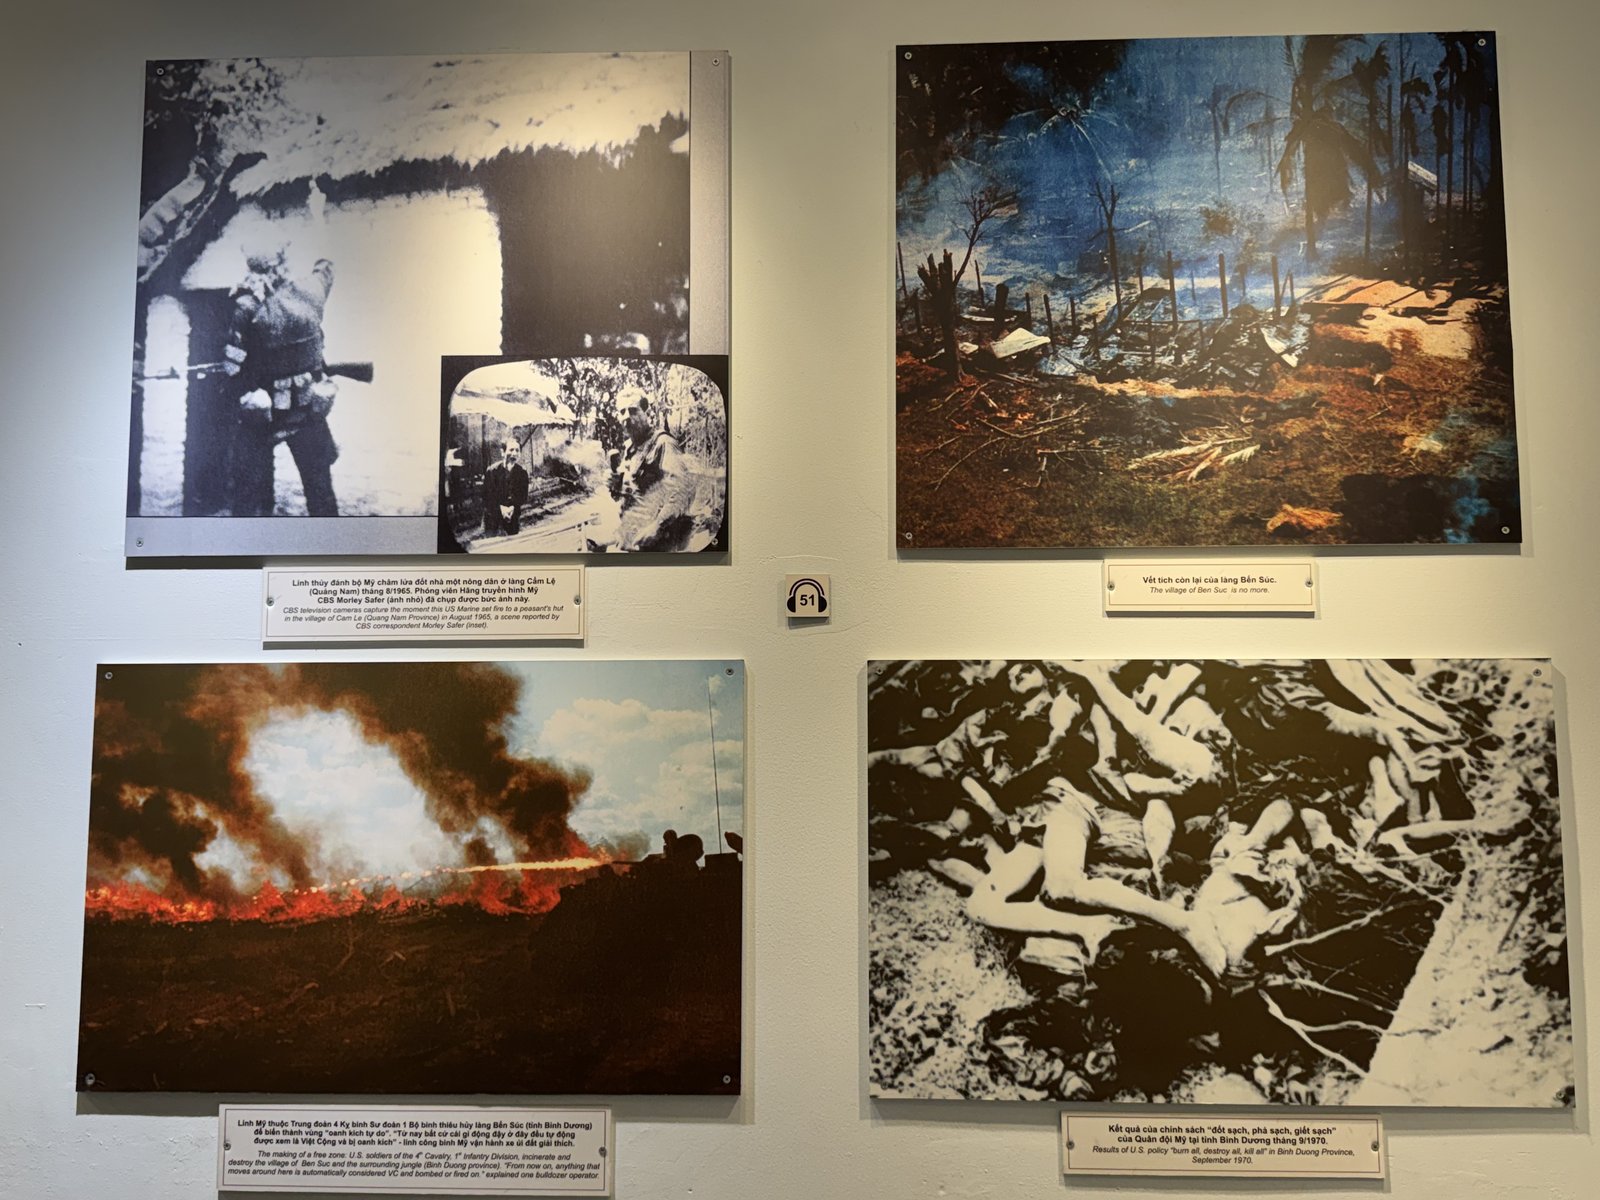 Lính thủy đánh bộ Mỹ châm lửa đốt nhà một nông dân ở làng Cẩm Lệ
(Quảng Nam) tháng 8/1965. Phóng viên Hãng truyền hình Mỹ
CBS Morley Safer (ảnh nhỏ) đã chụp được bức ảnh này.
CBS television cameras capture the moment this US Marine set fire to a peasant's hut
in the village of Cam Le (Quang Nam Province) in August 1965, a scene reported by
CBS correspondent Morley Safer (inset).
51
Vết tích còn lại của làng Bến Súc.
The village of Ben Suc is no more.
Lính Mỹ thuộc Trung đoàn 4 Kỵ binh Sư đoàn 1 Bộ binh thiêu hủy làng Bến Súc (tỉnh Bình Dương)
để biến thành vùng "oanh kích tự do". "Từ nay bất cứ cái gì động đậy ở đây đều tự động
được xem là Việt Cộng và bị oanh kích" - lính công binh Mỹ vận hành xe ủi đất giải thích.
The making of a free zone: U.S. soldiers of the 4th Cavalry, 1st Infantry Division, incinerate and
destroy the village of Ben Suc and the surrounding jungle (Binh Duong province). "From now on, anything that
moves around here is automatically considered VC and bombed or fired on." explained one bulldozer operator.
Kết quả của chính sách "đốt sạch, phá sạch, giết sạch"
của Quân đội Mỹ tại tỉnh Bình Dương tháng 9/1970.
Results of U.S. policy "burn all, destroy all, kill all" in Binh Duong Province,
September 1970.